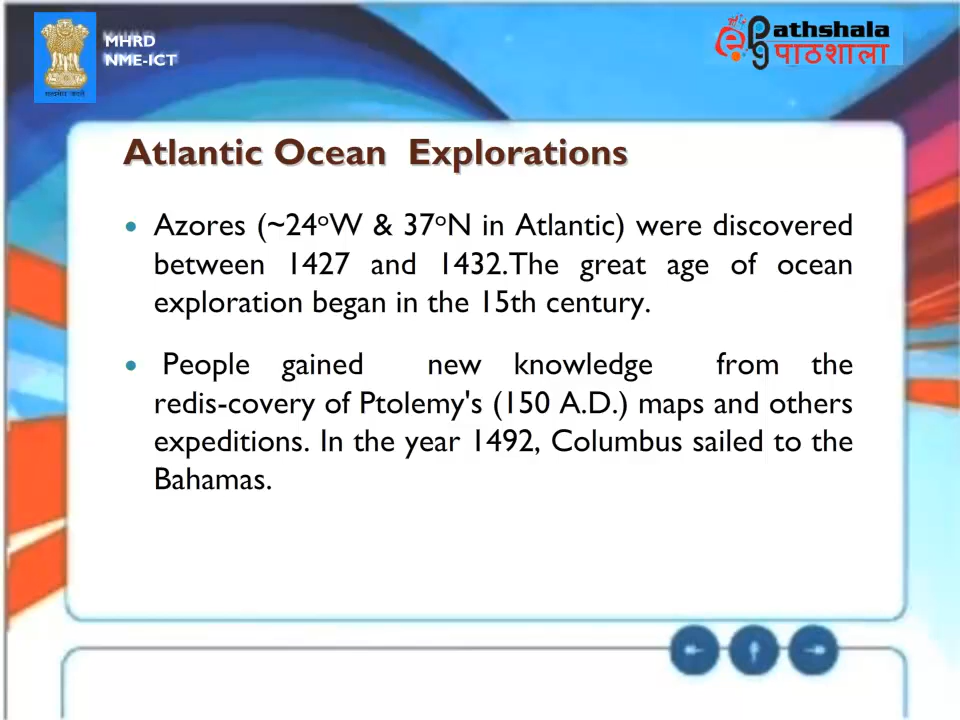 MHRD
NME-ICT
Pathshala
पाठशाला
Atlantic Ocean Explorations
• Azores (~24°W & 37°N in Atlantic) were discovered
between 1427 and 1432.The great age of ocean
exploration began in the 15th century.
• People gained new knowledge from the
redis-covery of Ptolemy's (150 A.D.) maps and others
expeditions. In the year 1492, Columbus sailed to the
Bahamas.